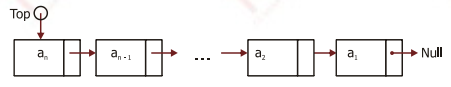 Top
aₙ aₙ₋₁ ... a₂ a₁ Null